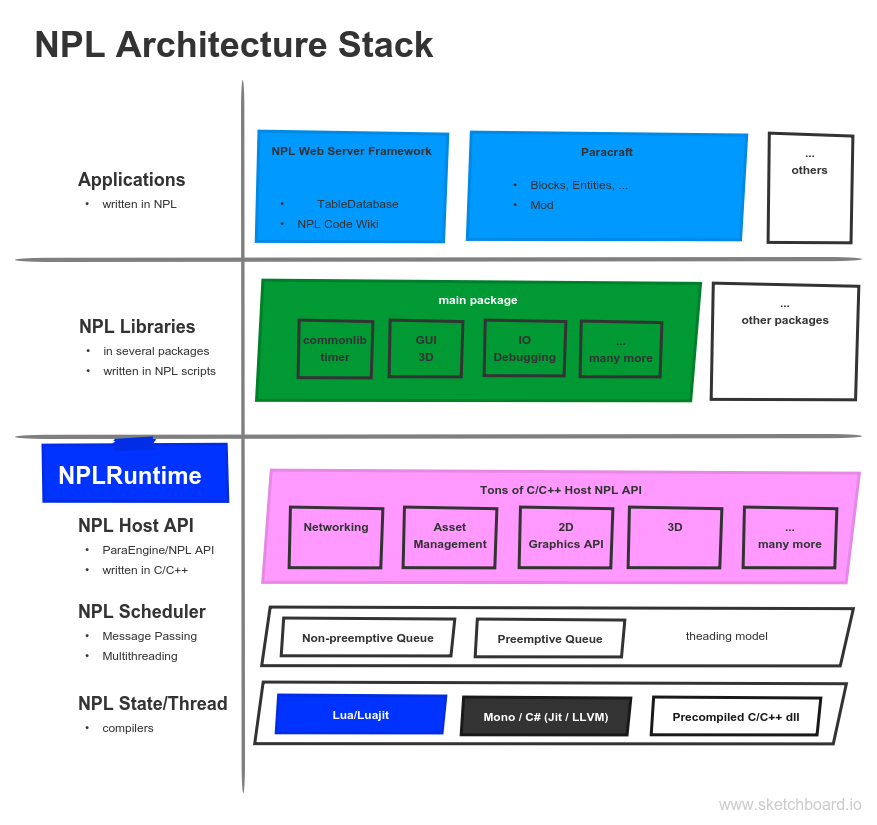 NPL Architecture Stack
Applications
• written in NPL
NPL Web Server Framework
• TableDatabase
• NPL Code Wiki
Paracraft
• Blocks, Entities, ...
• Mod
...
others
NPL Libraries
• in several packages
• written in NPL scripts
main package
commonlib
timer
GUI
3D
IO
Debugging
...
many more
...
other packages
NPLRuntime
NPL Host API
• ParaEngine/NPL API
• written in C/C++
Tons of C/C++ Host NPL API
Networking
Asset
Management
2D
Graphics API
3D
...
many more
NPL Scheduler
• Message Passing
• Multithreading
Non-preemptive Queue
Preemptive Queue
theading model
NPL State/Thread
• compilers
Lua/Luajit
Mono / C# (Jit / LLVM)
Precompiled C/C++ dll
www.sketchboard.io